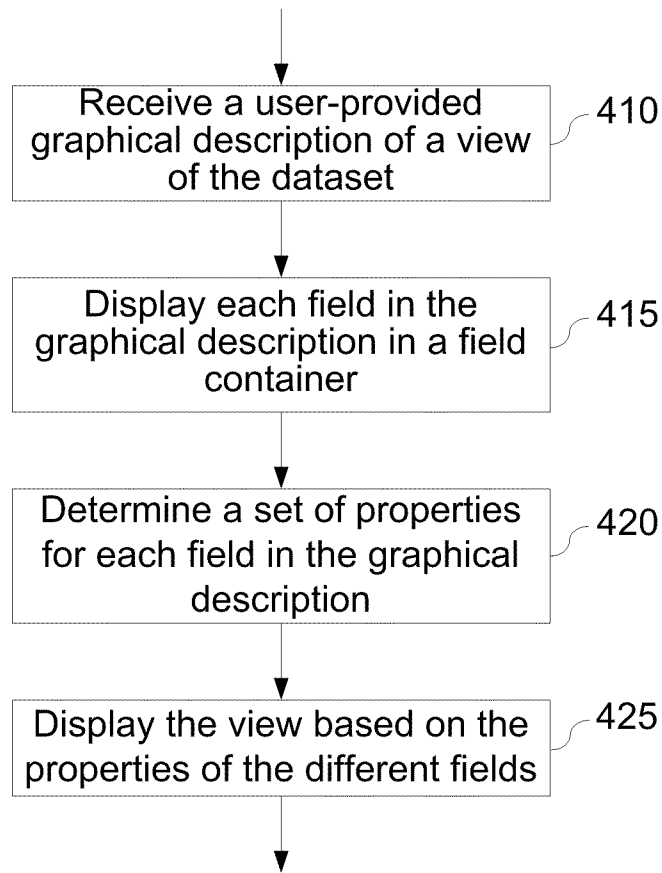 Receive a user-provided
graphical description of a view
of the dataset
410
Display each field in the
graphical description in a field
container
415
Determine a set of properties
for each field in the graphical
description
420
Display the view based on the
properties of the different fields
425